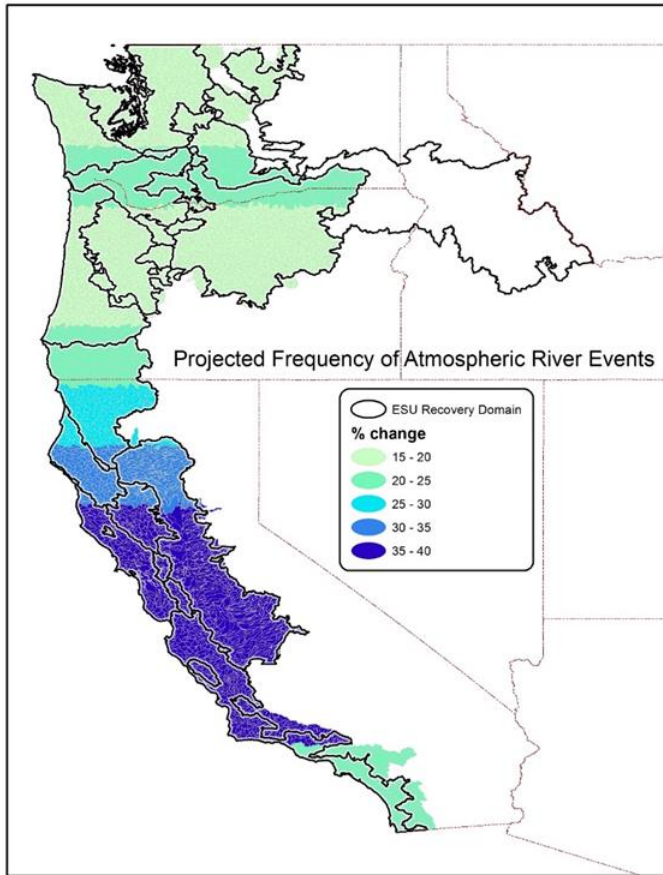 Projected Frequency of Atmospheric River Events
ESU Recovery Domain
% change
15 - 20
20 - 25
25 - 30
30 - 35
35 - 40